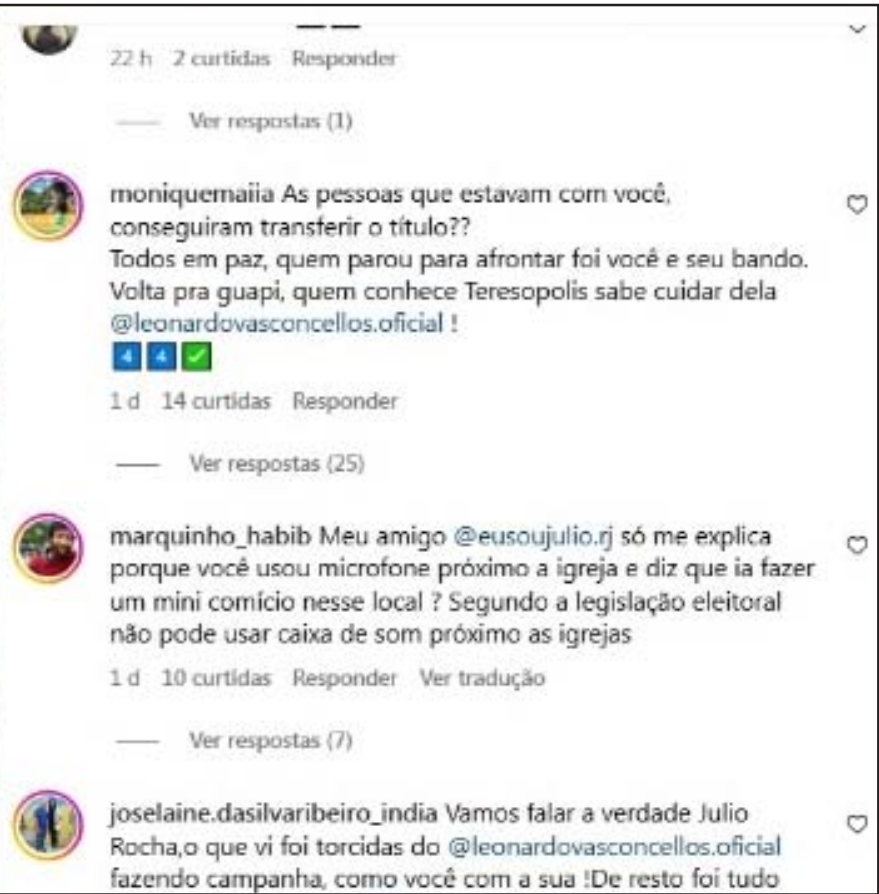 22 h 2 curtidas Responder
Ver respostas (1)
moniquemaiia As pessoas que estavam com você,
conseguiram transferir o título??
Todos em paz, quem parou para afrontar foi você e seu bando.
Volta pra guapi, quem conhece Teresopolis sabe cuidar dela
@leonardovasconcellos.oficial !
4 4 ✅
1 d 14 curtidas Responder
Ver respostas (25)
marquinho_habib Meu amigo @eusoujulio.rj só me explica
porque você usou microfone próximo a igreja e diz que ia fazer
um mini comício nesse local ? Segundo a legislação eleitoral
não pode usar caixa de som próximo as igrejas
1 d 10 curtidas Responder Ver tradução
Ver respostas (7)
joselaine.dasilvaribeiro_india Vamos falar a verdade Julio
Rocha,o que vi foi torcidas do @leonardovasconcellos.oficial
fazendo campanha, como você com a sua !De resto foi tudo